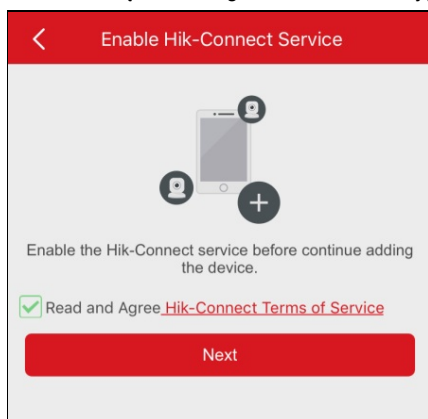 Enable Hik-Connect Service
Enable the Hik-Connect service before continue adding
the device.
Read and Agree Hik-Connect Terms of Service
Next